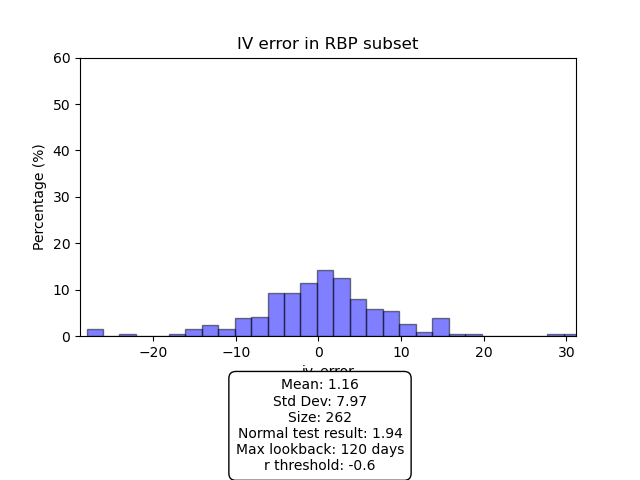 IV error in RBP subset
Percentage (%)
60
50
40
30
20
10
0
−20
−10
0
10
20
30
iv_error
Mean: 1.16
Std Dev: 7.97
Size: 262
Normal test result: 1.94
Max lookback: 120 days
r threshold: -0.6